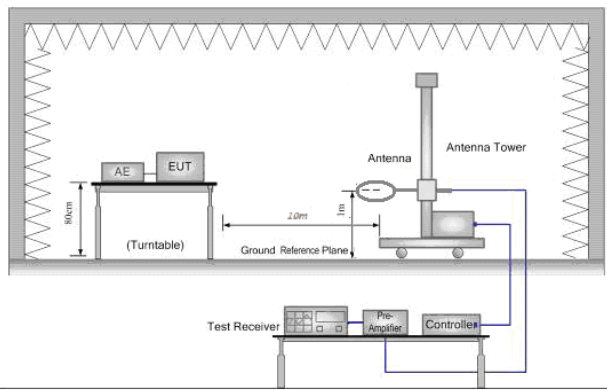 Antenna Tower
Antenna
AE
EUT
80cm
(Turntable)
10m
1m
Ground Reference Plane
Test Receiver
Pre-
Amplifier
Controller